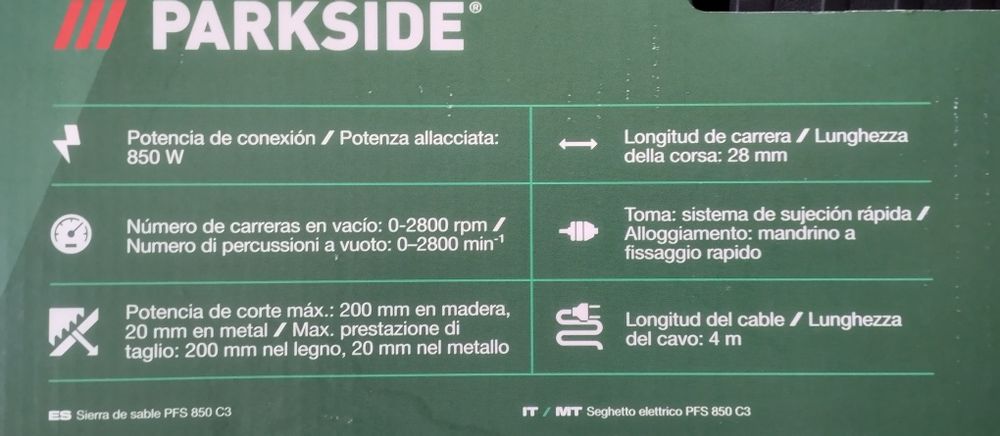 PARKSIDE®
Potencia de conexión / Potenza allacciata:
850 W
Longitud de carrera / Lunghezza
della corsa: 28 mm
Número de carreras en vacío: 0-2800 rpm /
Numero di percussioni a vuoto: 0–2800 min⁻¹
Toma: sistema de sujeción rápida /
Alloggiamento: mandrino a
fissaggio rapido
Potencia de corte máx.: 200 mm en madera,
20 mm en metal / Max. prestazione di
taglio: 200 mm nel legno, 20 mm nel metallo
Longitud del cable / Lunghezza
del cavo: 4 m
ES Sierra de sable PFS 850 C3
IT / MT Seghetto elettrico PFS 850 C3